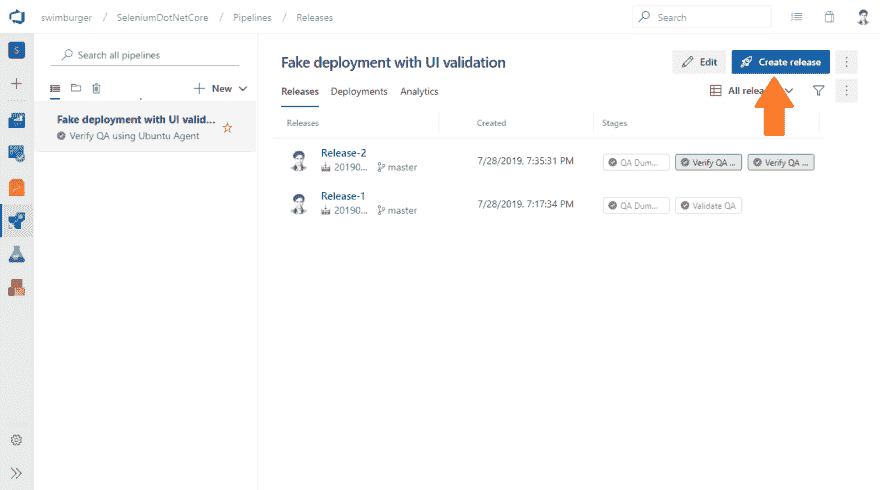 swimburger / SeleniumDotNetCore / Pipelines / Releases
Search
S
Search all pipelines
New
Fake deployment with UI valid...
Verify QA using Ubuntu Agent
Fake deployment with UI validation
Edit
Create release
Releases Deployments Analytics
All relea
Releases Created Stages
Release-2
20190... master
7/28/2019, 7:35:31 PM
QA Dum... Verify QA ... Verify QA ...
Release-1
20190... master
7/28/2019, 7:17:34 PM
QA Dum... Validate QA